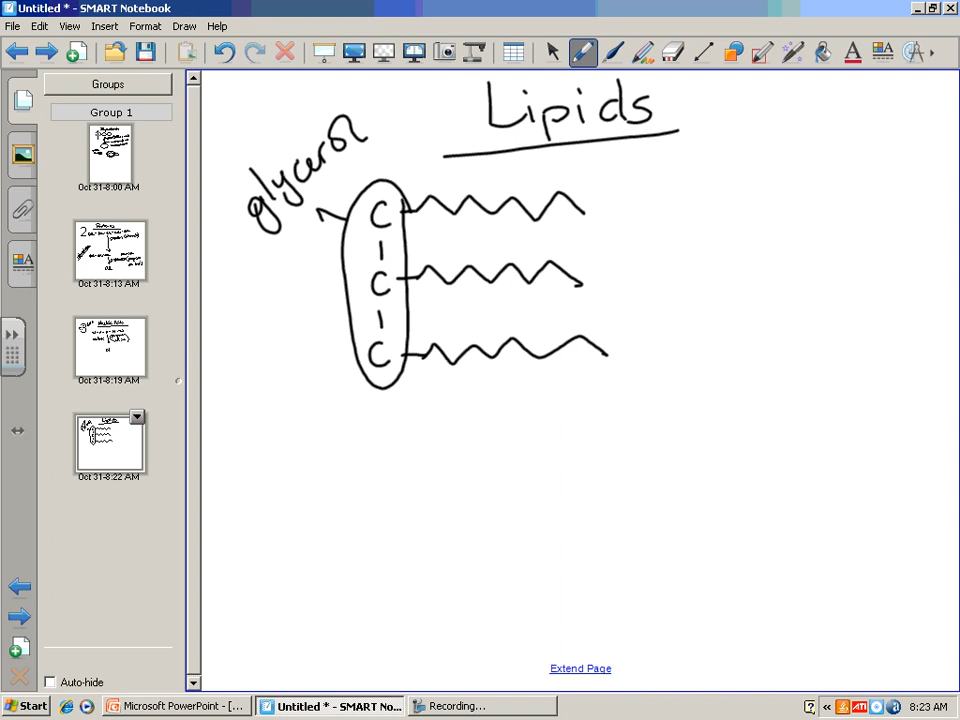 Untitled * - SMART Notebook
File Edit View Insert Format Draw Help
Groups
Group 1
Oct 31-8:00 AM
Oct 31-8:13 AM
Oct 31-8:19 AM
Oct 31-8:22 AM
Auto-hide
Lipids
glycerol
C
C
C
Extend Page
Start
Microsoft PowerPoint - [...
Untitled * - SMART No...
Recording...
8:23 AM